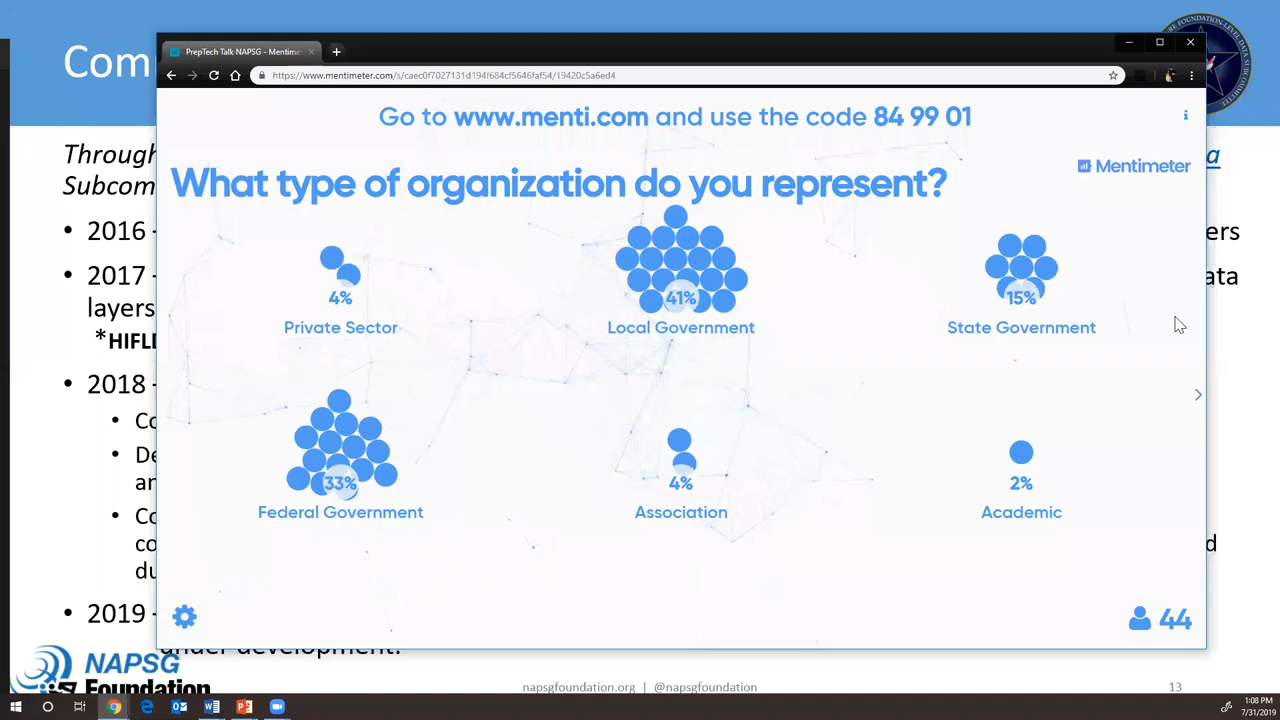 Com
PrepTech Talk NAPSG - Mentime
https://www.mentimeter.com/s/caec0f7027131d194f684cf5646faf54/19420c5a6ed4
Go to www.menti.com and use the code 84 99 01
Mentimeter
What type of organization do you represent?
4%
Private Sector
41%
Local Government
15%
State Government
33%
Federal Government
4%
Association
2%
Academic
44
Through
a
Subcom
• 2016 -
ers
• 2017 -
ata
layers
*HIFL
• 2018 -
• Co
• De
an
• Co
co
d
du
• 2019 -
under development.
NAPSG
Foundation
napsgfoundation.org | @napsgfoundation
13
1:08 PM
7/31/2019